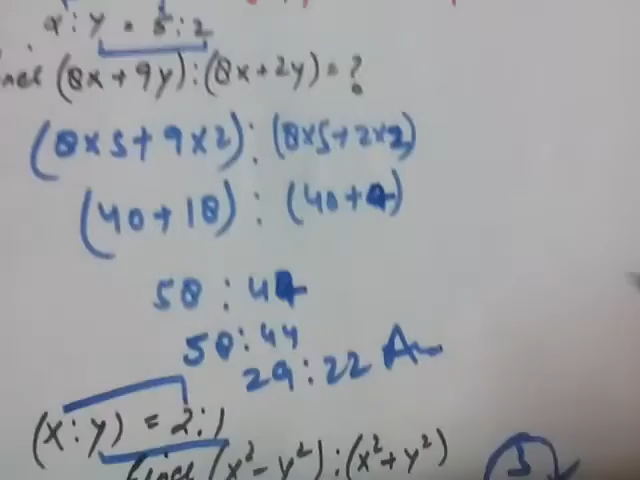 x : y = 5 : 2
(8x + 9y) : (8x + 2y) = ?
(8×5 + 9×2) : (8×5 + 2×2)
(40 + 18) : (40 + 4)
58 : 44
58 : 44
29 : 22 A
(x : y) = 2 : 1
find (x² - y²) : (x² + y²)